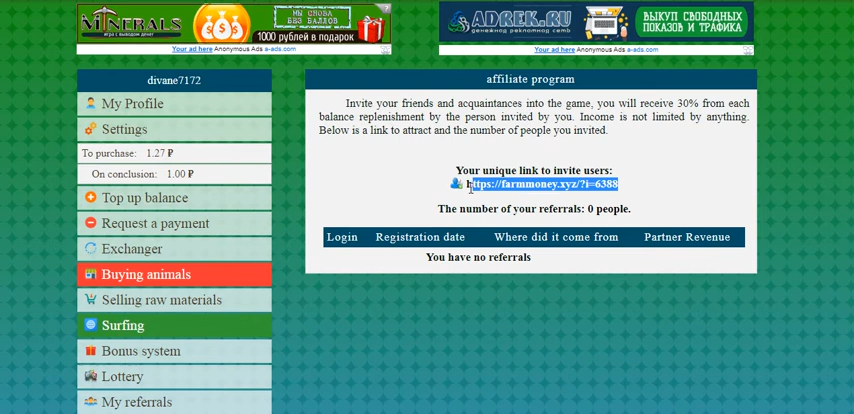 MINERALS
игра с выводом денег
МЫ СНОВА
БЕЗ БАЛЛОВ
1000 рублей в подарок
Your ad here Anonymous Ads a-ads.com
ADREK.RU
денежная рекламная сеть
ВЫКУП СВОБОДНЫХ
ПОКАЗОВ И ТРАФИКА
Your ad here Anonymous Ads a-ads.com
divane7172
My Profile
Settings
To purchase: 1.27 ₽
On conclusion: 1.00 ₽
Top up balance
Request a payment
Exchanger
Buying animals
Selling raw materials
Surfing
Bonus system
Lottery
My referrals
affiliate program
Invite your friends and acquaintances into the game, you will receive 30% from each
balance replenishment by the person invited by you. Income is not limited by anything.
Below is a link to attract and the number of people you invited.
Your unique link to invite users:
https://farmmoney.xyz/?i=6388
The number of your referrals: 0 people.
Login Registration date Where did it come from Partner Revenue
You have no referrals